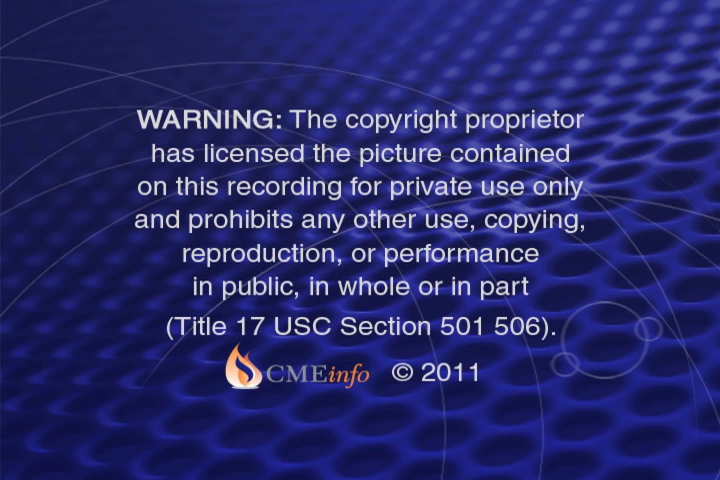 WARNING: The copyright proprietor
has licensed the picture contained
on this recording for private use only
and prohibits any other use, copying,
reproduction, or performance
in public, in whole or in part
(Title 17 USC Section 501 506).
CMEinfo © 2011